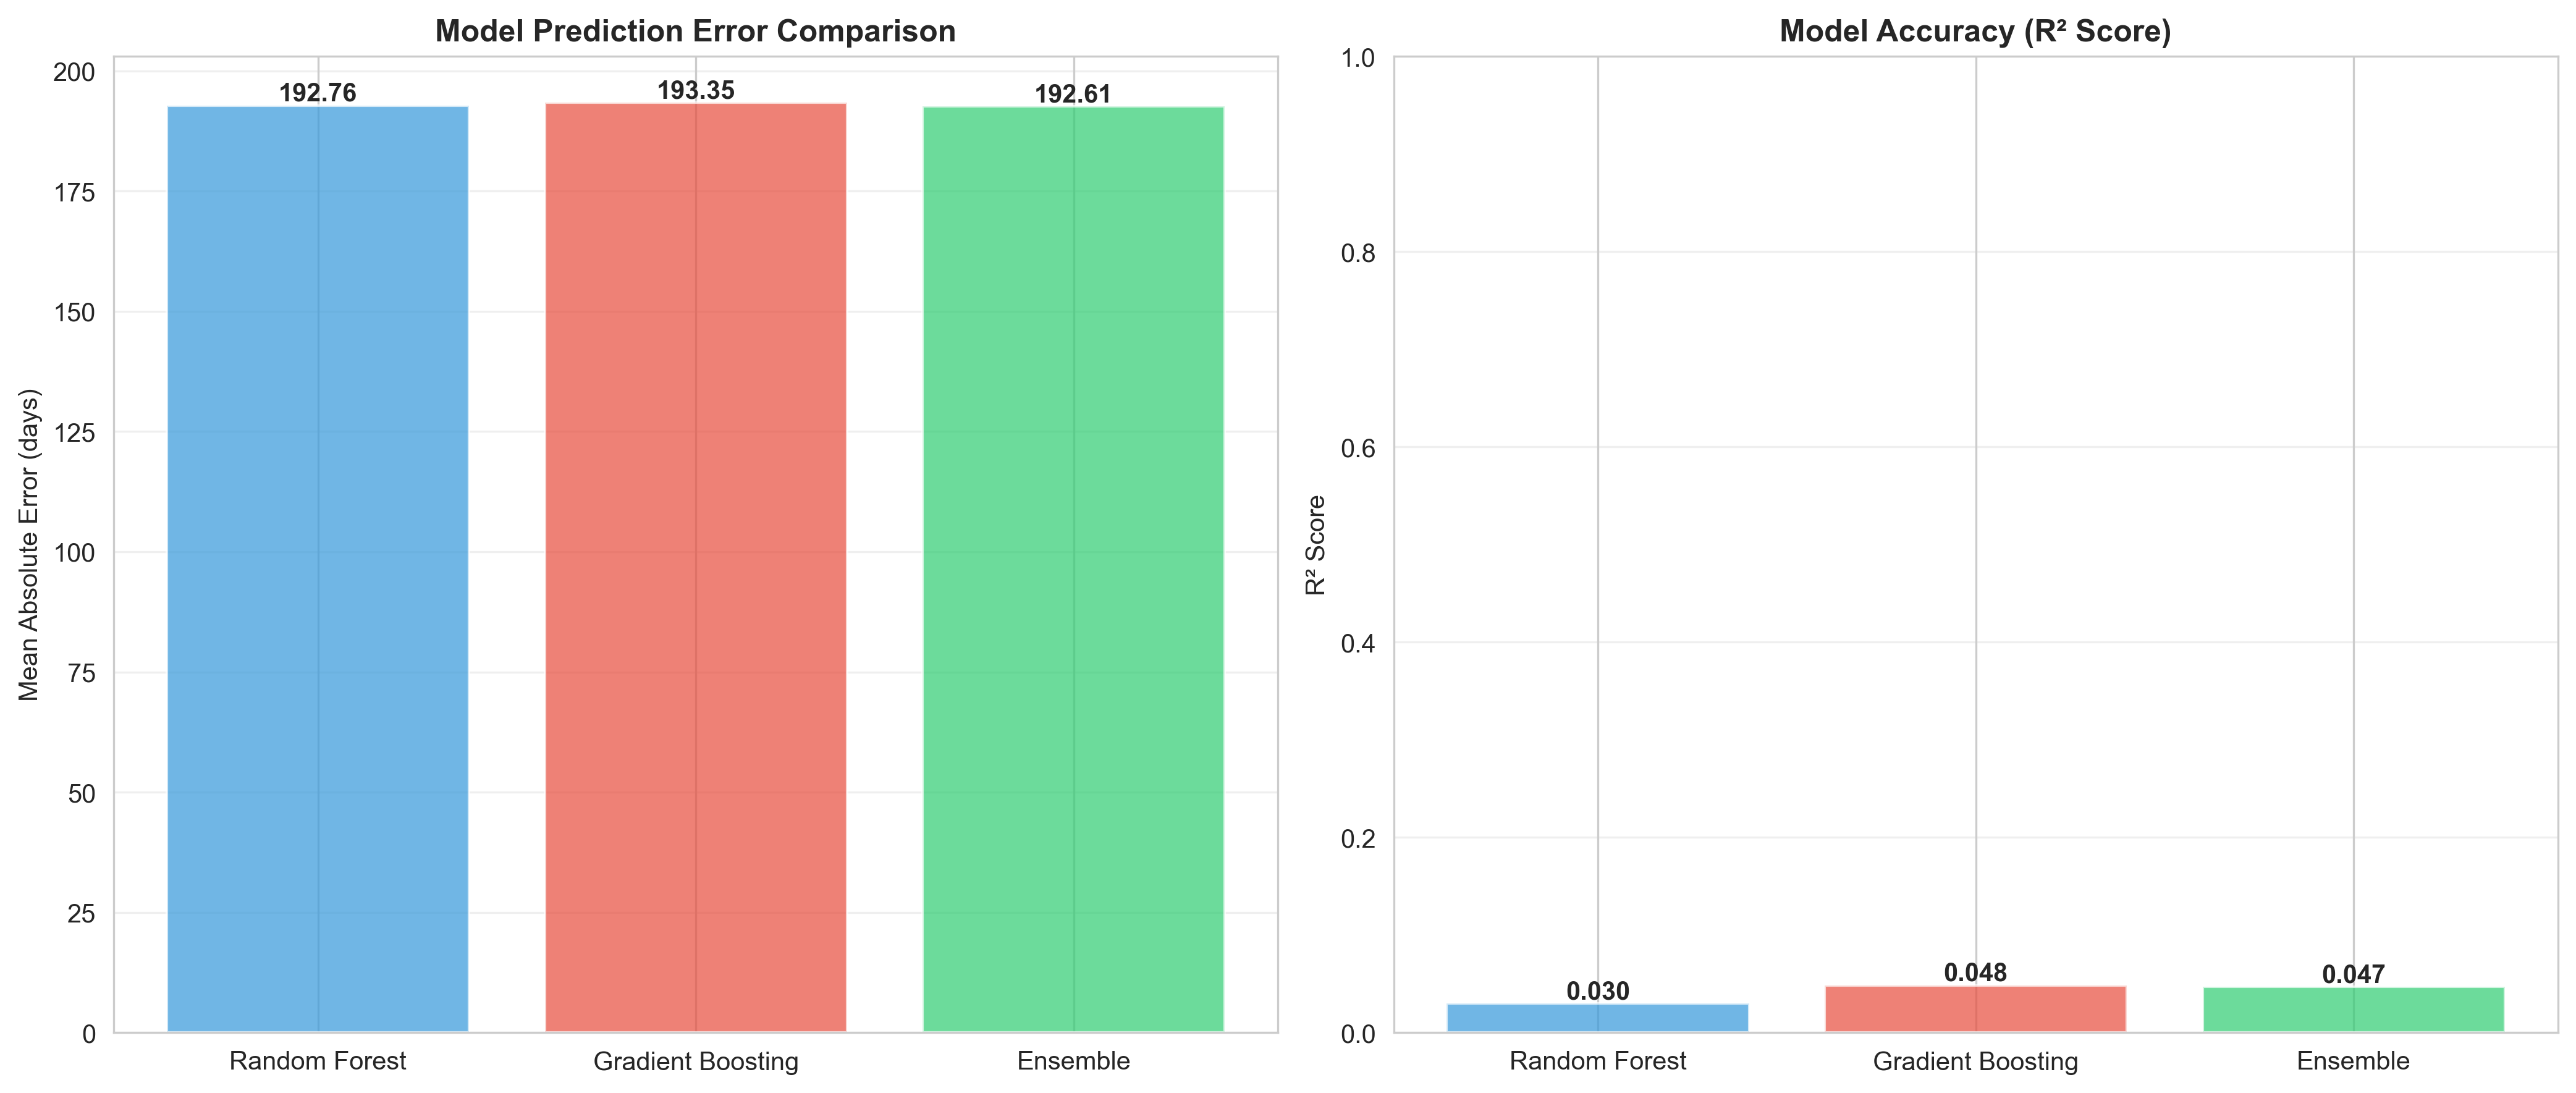 Model Prediction Error Comparison
Mean Absolute Error (days)
200
175
150
125
100
75
50
25
0
192.76
193.35
192.61
Random Forest
Gradient Boosting
Ensemble
Model Accuracy (R² Score)
R² Score
1.0
0.8
0.6
0.4
0.2
0.0
0.030
0.048
0.047
Random Forest
Gradient Boosting
Ensemble